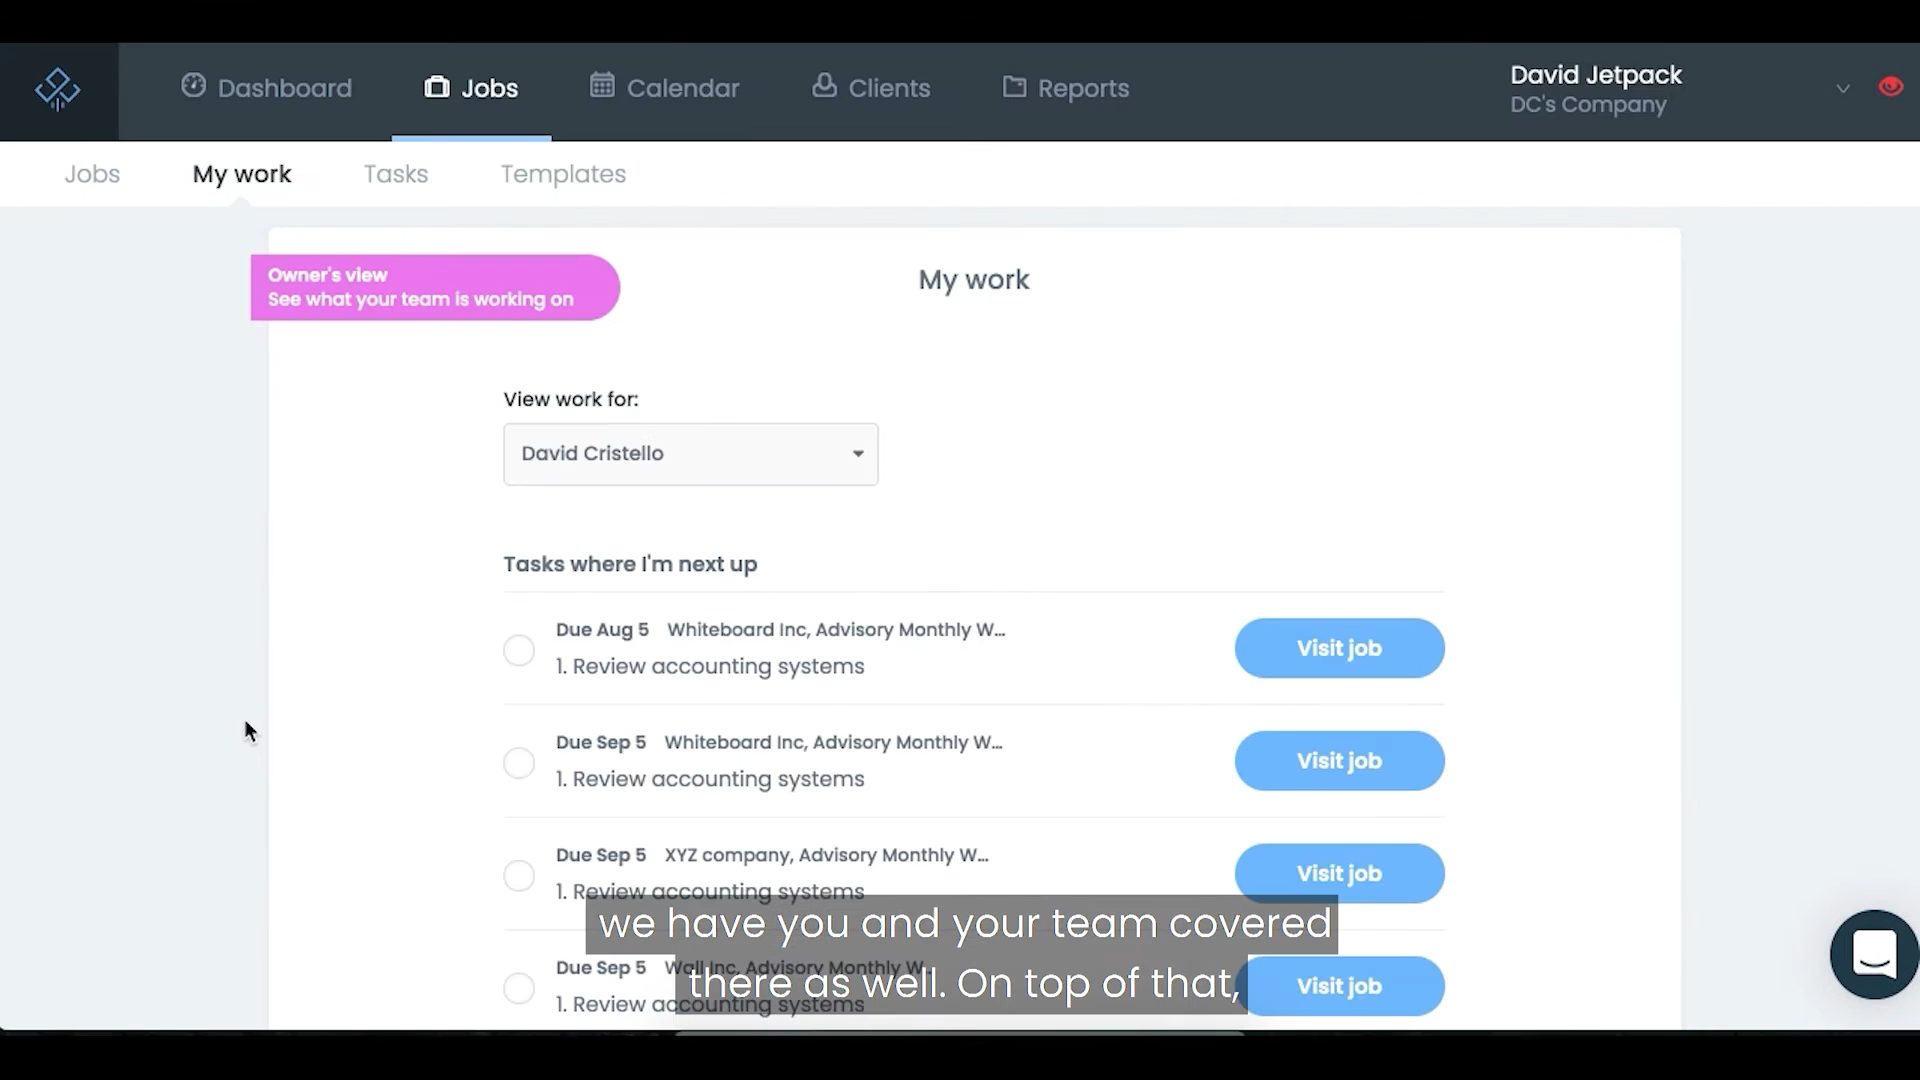 Dashboard
Jobs
Calendar
Clients
Reports
David Jetpack
DC's Company
Jobs
My work
Tasks
Templates
Owner's view
See what your team is working on
My work
View work for:
David Cristello
Tasks where I'm next up
Due Aug 5 Whiteboard Inc, Advisory Monthly W...
1. Review accounting systems
Visit job
Due Sep 5 Whiteboard Inc, Advisory Monthly W...
1. Review accounting systems
Visit job
Due Sep 5 XYZ company, Advisory Monthly W...
1. Review accounting systems
Visit job
Due Sep 5 Wall Inc, Advisory Monthly W...
1. Review accounting systems
Visit job
we have you and your team covered
there as well. On top of that,